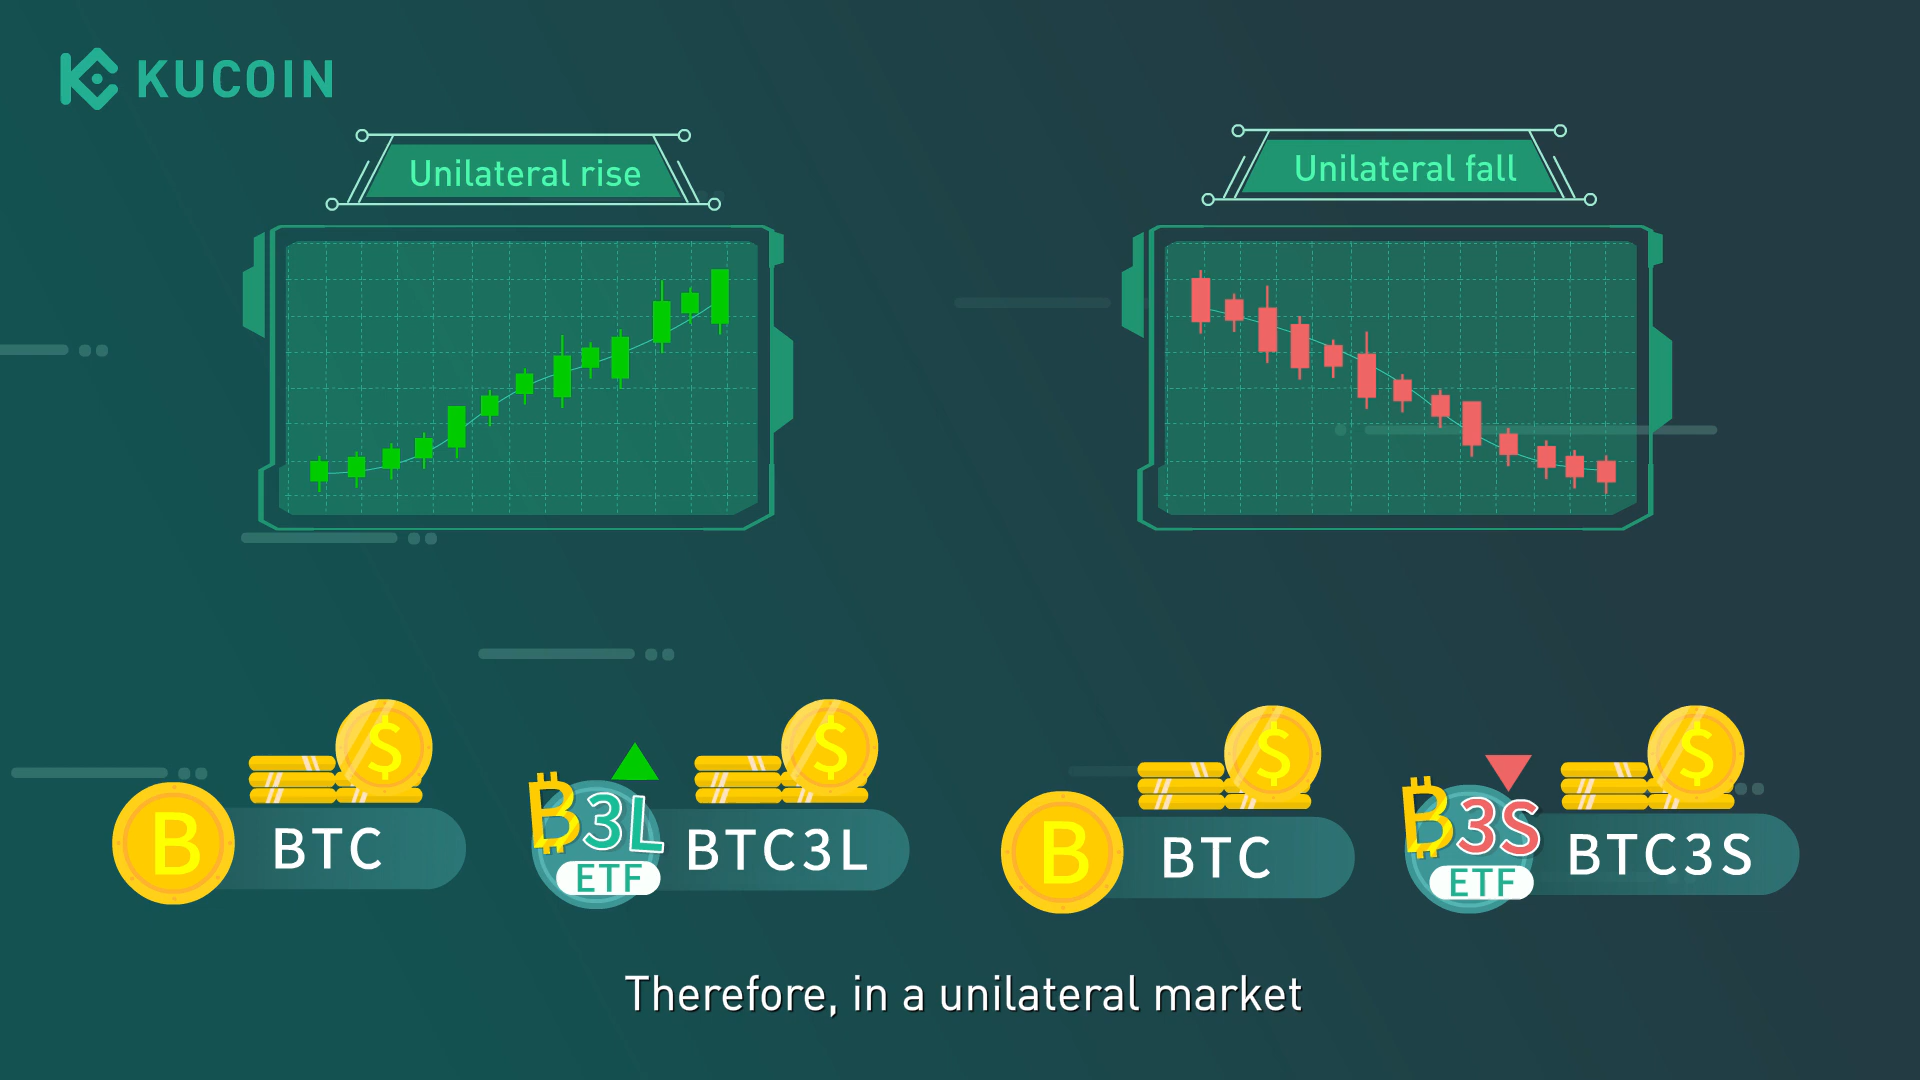 KUCOIN
Unilateral rise
Unilateral fall
$
$
$
$
B
BTC
B3L
ETF
BTC3L
B
BTC
B3S
ETF
BTC3S
Therefore, in a unilateral market